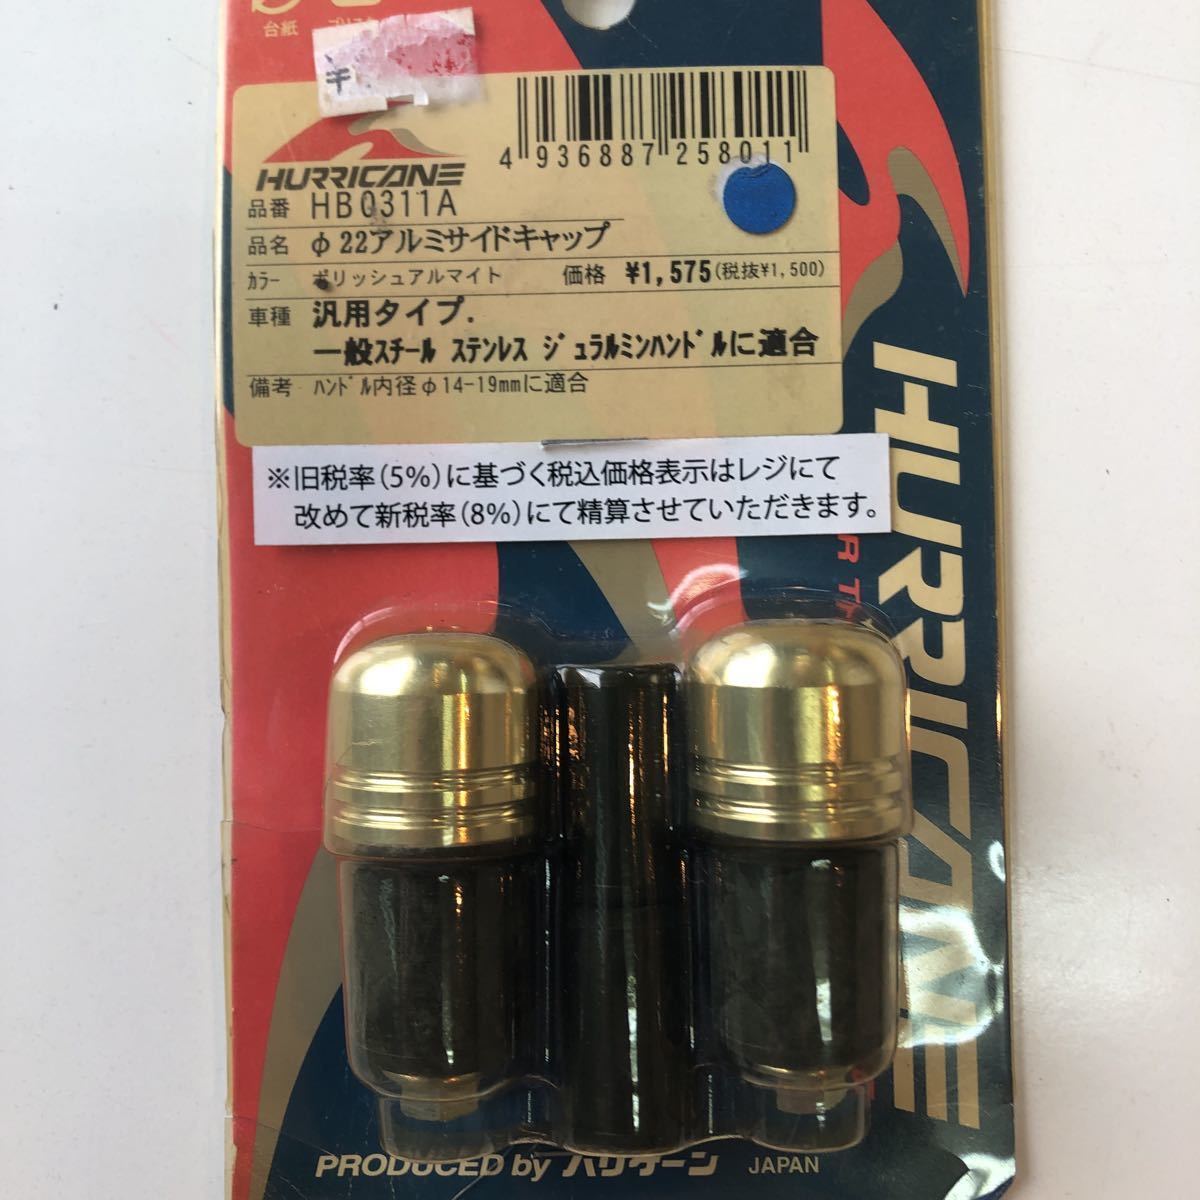 台紙
HURRICANE
4 936887 258011
品番 HB0311A
品名 φ22アルミサイドキャップ
ｶﾗｰ ポリッシュアルマイト 価格 ¥1,575(税抜¥1,500)
車種 汎用タイプ.
一般ｽﾁｰﾙ ｽﾃﾝﾚｽ ｼﾞｭﾗﾙﾐﾝﾊﾝﾄﾞﾙに適合
備考 ﾊﾝﾄﾞﾙ内径φ14-19mmに適合
※旧税率(5%)に基づく税込価格表示はレジにて
改めて新税率(8%)にて精算させていただきます。
HURRICANE
PRODUCED by ハリケーン JAPAN